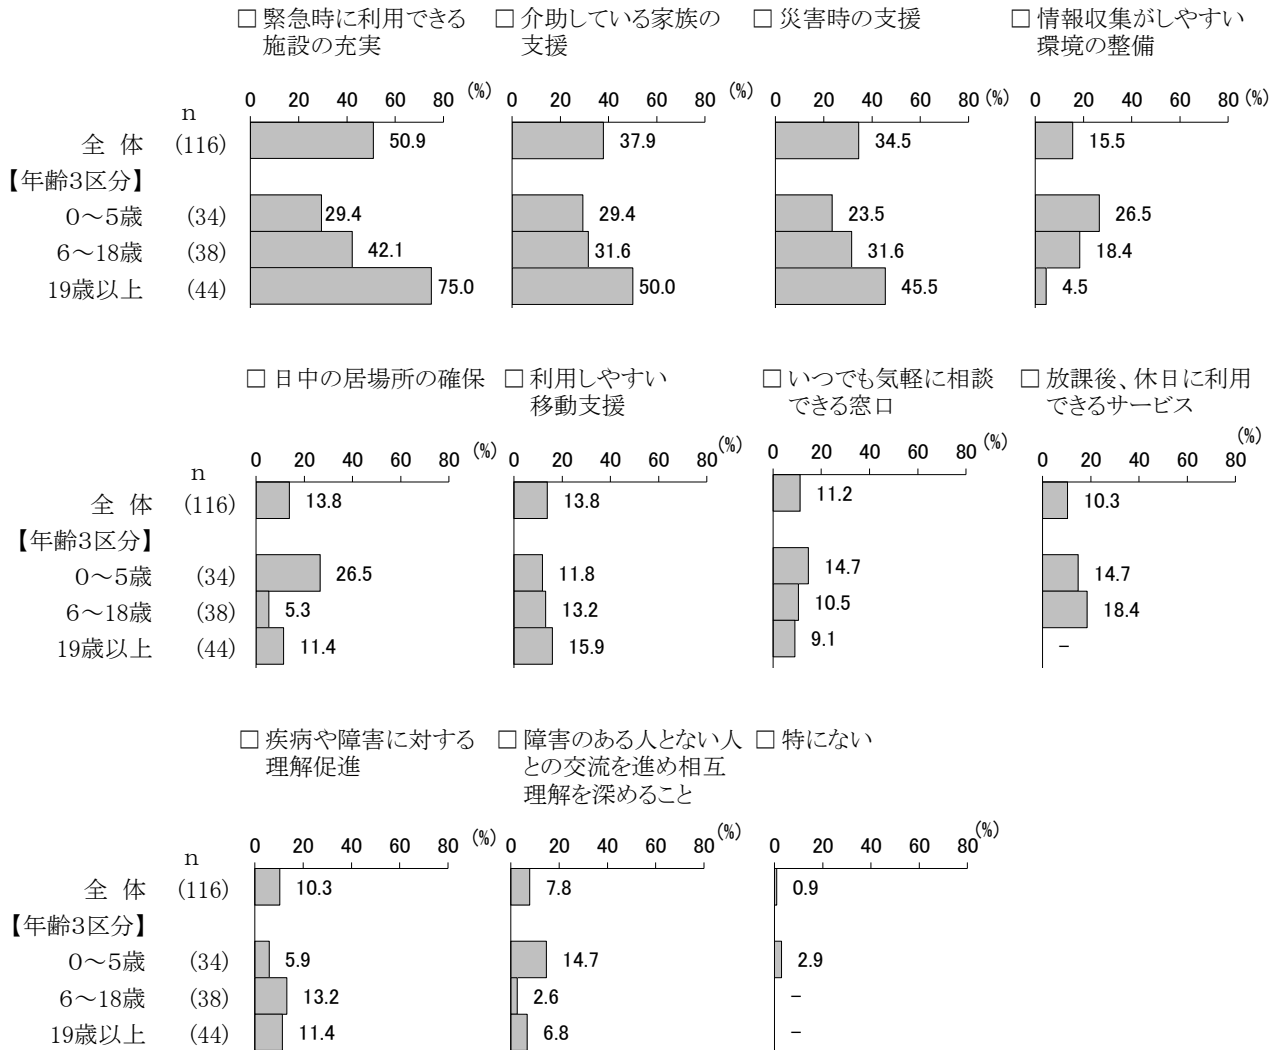 □ 緊急時に利用できる
施設の充実
□ 介助している家族の
支援
□ 災害時の支援
□ 情報収集がしやすい
環境の整備
0 20 40 60 80 (%) 0 20 40 60 80 (%) 0 20 40 60 80 (%) 0 20 40 60 80 (%)
n
全 体 (116) 50.9 37.9 34.5 15.5
【年齢3区分】
0～5歳 (34) 29.4 29.4 23.5 26.5
6～18歳 (38) 42.1 31.6 31.6 18.4
19歳以上 (44) 75.0 50.0 45.5 4.5
□ 日中の居場所の確保
□ 利用しやすい
移動支援
□ いつでも気軽に相談
できる窓口
□ 放課後、休日に利用
できるサービス
0 20 40 60 80 (%) 0 20 40 60 80 (%) 0 20 40 60 80 (%) 0 20 40 60 80 (%)
n
全 体 (116) 13.8 13.8 11.2 10.3
【年齢3区分】
0～5歳 (34) 26.5 11.8 14.7 14.7
6～18歳 (38) 5.3 13.2 10.5 18.4
19歳以上 (44) 11.4 15.9 9.1 －
□ 疾病や障害に対する
理解促進
□ 障害のある人とない人
との交流を進め相互
理解を深めること
□ 特にない
0 20 40 60 80 (%) 0 20 40 60 80 (%) 0 20 40 60 80 (%)
n
全 体 (116) 10.3 7.8 0.9
【年齢3区分】
0～5歳 (34) 5.9 14.7 2.9
6～18歳 (38) 13.2 2.6 －
19歳以上 (44) 11.4 6.8 －